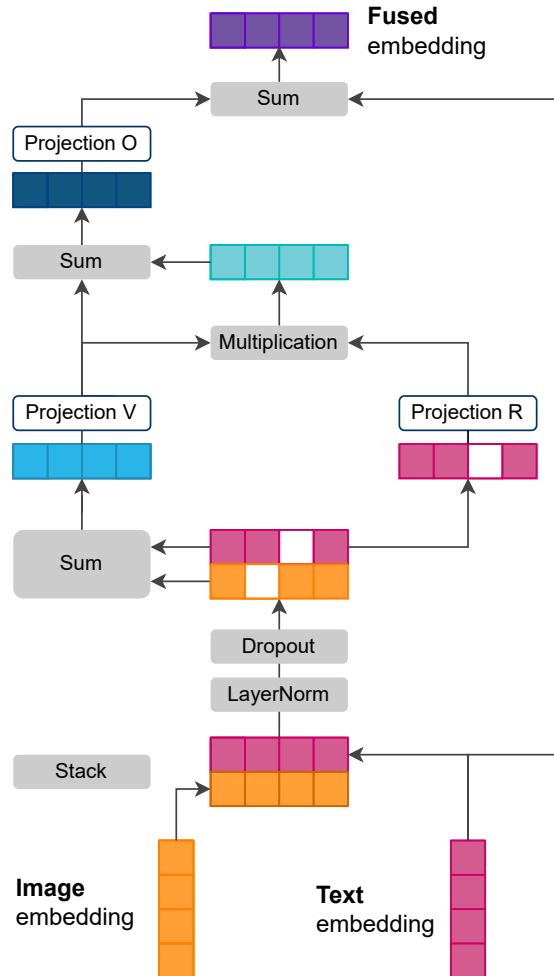 Fused
embedding
Sum
Projection O
Sum
Multiplication
Projection V
Projection R
Sum
Dropout
LayerNorm
Stack
Image
embedding
Text
embedding